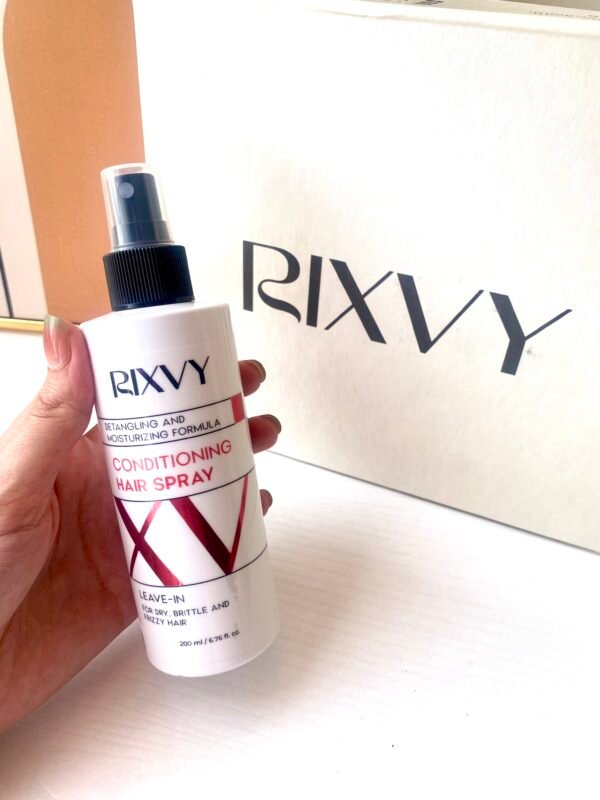 RIXVY
RIXVY
DETANGLING AND
MOISTURIZING FORMULA
CONDITIONING
HAIR SPRAY
LEAVE-IN
FOR DRY, BRITTLE AND
FRIZZY HAIR
200 ml / 6.76 fl. oz.